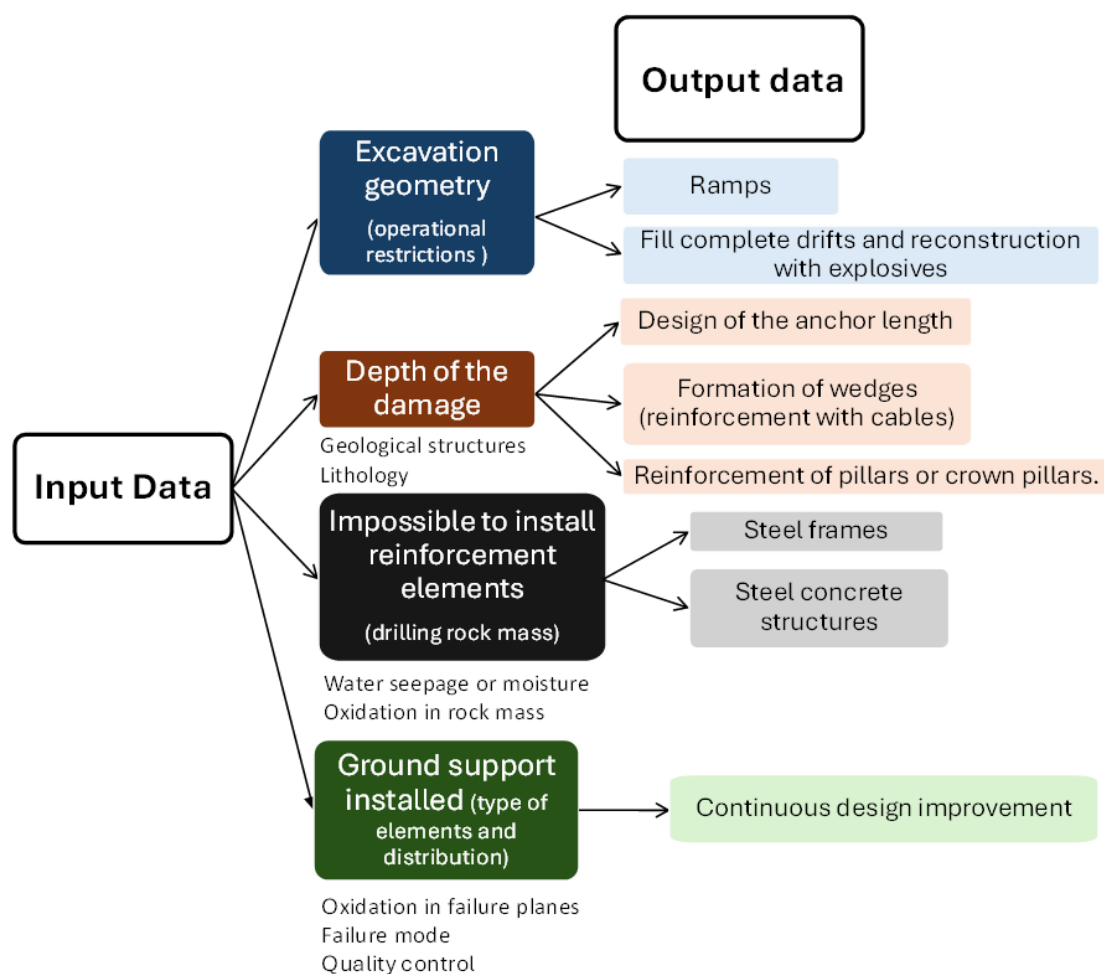 Output data
Input Data
Excavation
geometry
(operational
restrictions )
Ramps
Fill complete drifts and reconstruction
with explosives
Depth of the
damage
Geological structures
Lithology
Design of the anchor length
Formation of wedges
(reinforcement with cables)
Reinforcement of pillars or crown pillars.
Impossible to install
reinforcement
elements
(drilling rock mass)
Water seepage or moisture
Oxidation in rock mass
Steel frames
Steel concrete
structures
Ground support
installed (type of
elements and
distribution)
Oxidation in failure planes
Failure mode
Quality control
Continuous design improvement